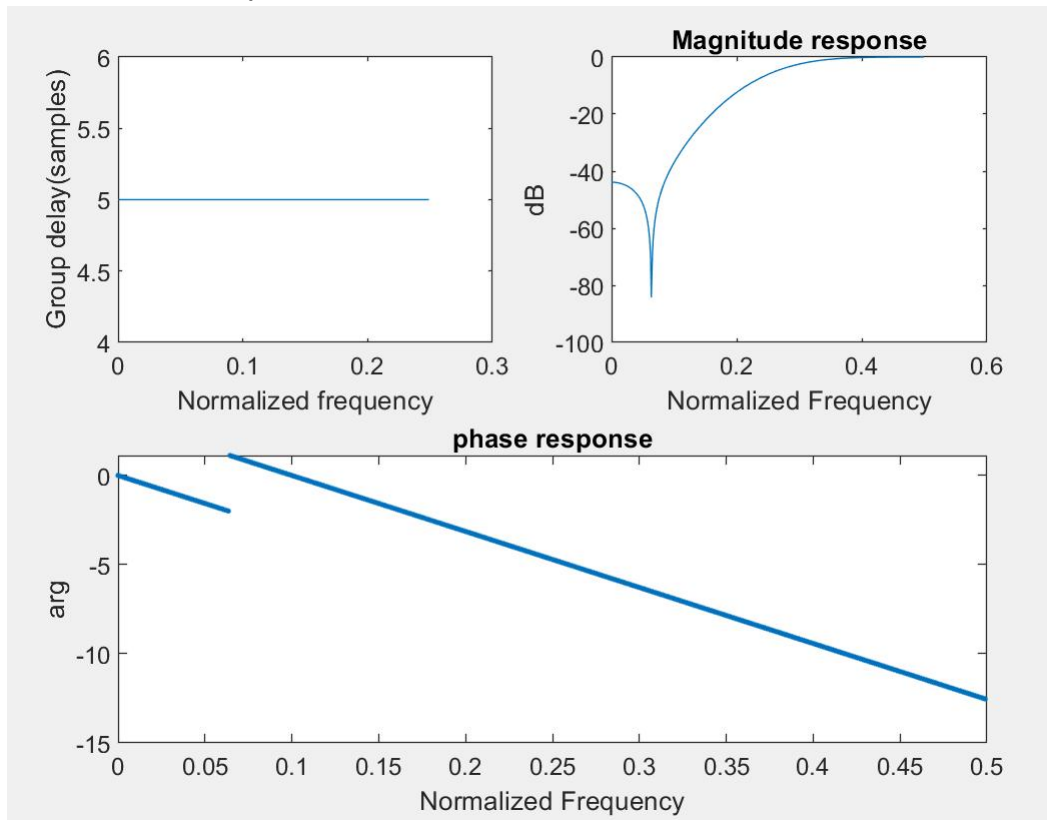 Group delay(samples)
6
5.5
5
4.5
4
0 0.1 0.2 0.3
Normalized frequency
Magnitude response
dB
0
-20
-40
-60
-80
-100
0 0.2 0.4 0.6
Normalized Frequency
phase response
arg
0
-5
-10
-15
0 0.05 0.1 0.15 0.2 0.25 0.3 0.35 0.4 0.45 0.5
Normalized Frequency